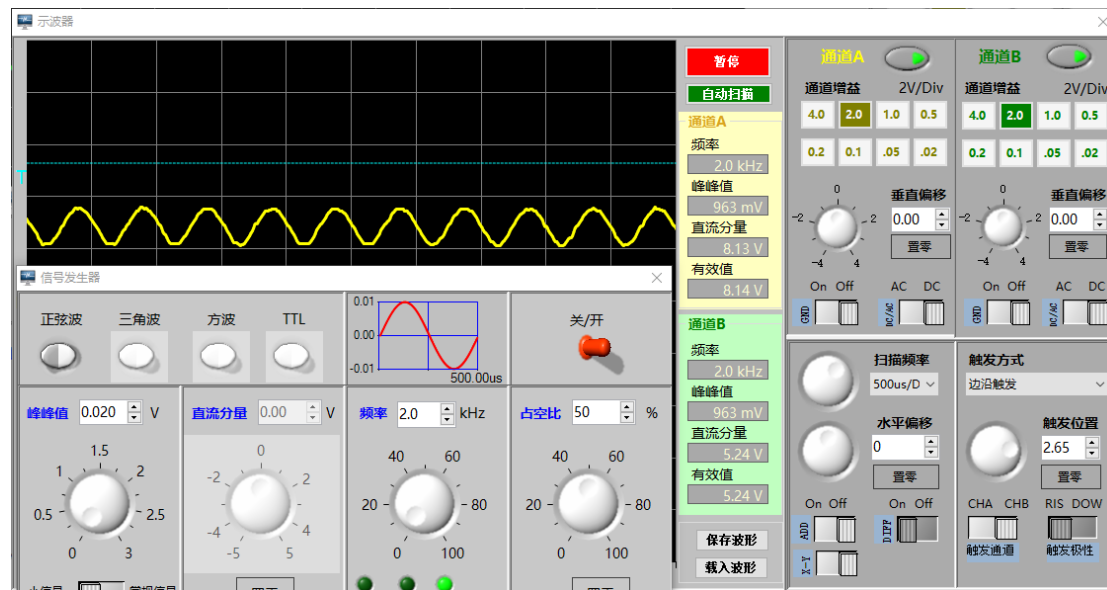 示波器
T
暂停
自动扫描
通道A
频率
2.0 kHz
峰峰值
963 mV
直流分量
8.13 V
有效值
8.14 V
通道B
频率
2.0 kHz
峰峰值
963 mV
直流分量
5.24 V
有效值
5.24 V
保存波形
载入波形
通道A
通道增益 2V/Div
4.0 2.0 1.0 0.5
0.2 0.1 .05 .02
垂直偏移
0
-2 2
-4 4
0.00
置零
On Off AC DC
GND DC/AC
通道B
通道增益 2V/Div
4.0 2.0 1.0 0.5
0.2 0.1 .05 .02
垂直偏移
0
-2 2
-4 4
0.00
置零
On Off AC DC
GND DC/AC
扫描频率
500us/D
水平偏移
0
置零
On Off On Off
ADD DIFF
X-Y
触发方式
边沿触发
触发位置
2.65
置零
CHA CHB RIS DOW
触发通道 触发极性
信号发生器
正弦波 三角波 方波 TTL
0.01
0.00
-0.01
500.00us
关/开
峰峰值 0.020 V
1.5
1 2
0.5 2.5
0 3
直流分量 0.00 V
0
-2 2
-4 4
-5 5
频率 2.0 kHz
40 60
20 80
0 100
占空比 50 %
40 60
20 80
0 100